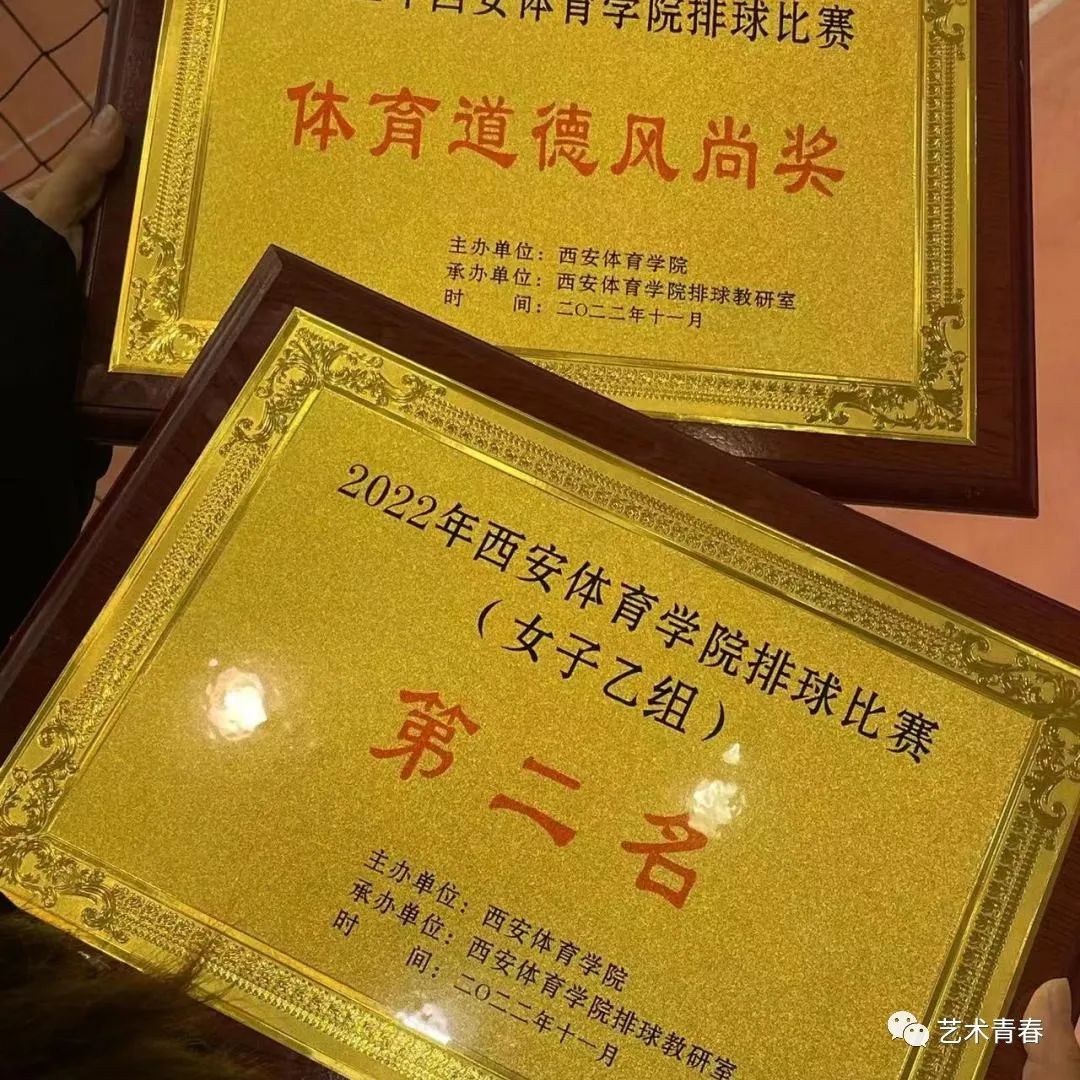 年西安体育学院排球比赛
体育道德风尚奖
主办单位：西安体育学院
承办单位：西安体育学院排球教研室
时 间：二〇二二年十一月
2022年西安体育学院排球比赛
（女子乙组）
第二名
主办单位：西安体育学院
承办单位：西安体育学院排球教研室
时 间：二〇二二年十一月
艺术青春